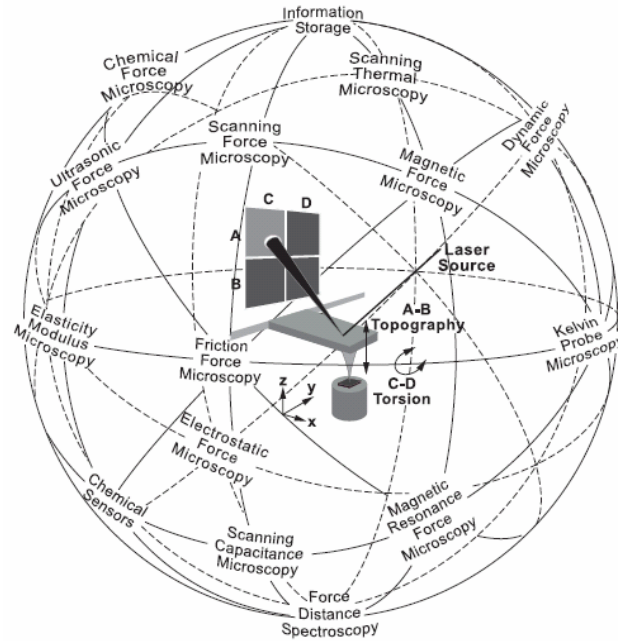 Information
Storage
Chemical
Force
Microscopy
Scanning
Thermal
Microscopy
Dynamic
Force
Microscopy
Ultrasonic
Force
Microscopy
Scanning
Force
Microscopy
Magnetic
Force
Microscopy
C
D
A
B
Laser
Source
A-B
Topography
Elasticity
Modulus
Microscopy
Friction
Force
Microscopy
Kelvin
Probe
Microscopy
C-D
Torsion
z
y
x
Electrostatic
Force
Microscopy
Chemical
Sensors
Scanning
Capacitance
Microscopy
Magnetic
Resonance
Force
Microscopy
Force
Distance
Spectroscopy